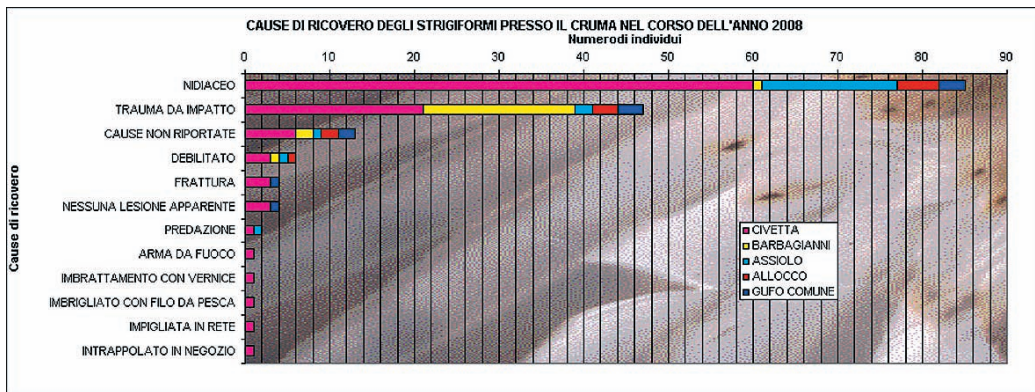 CAUSE DI RICOVERO DEGLI STRIGIFORMI PRESSO IL CRUMA NEL CORSO DELL'ANNO 2008
Numerodi individui
0 10 20 30 40 50 60 70 80 90
Cause di ricovero
NIDIACEO
TRAUMA DA IMPATTO
CAUSE NON RIPORTATE
DEBILITATO
FRATTURA
NESSUNA LESIONE APPARENTE
PREDAZIONE
ARMA DA FUOCO
IMBRATTAMENTO CON VERNICE
IMBRIGLIATO CON FILO DA PESCA
IMPIGLIATA IN RETE
INTRAPPOLATO IN NEGOZIO
CIVETTA
BARBAGIANNI
ASSIOLO
ALLOCCO
GUFO COMUNE